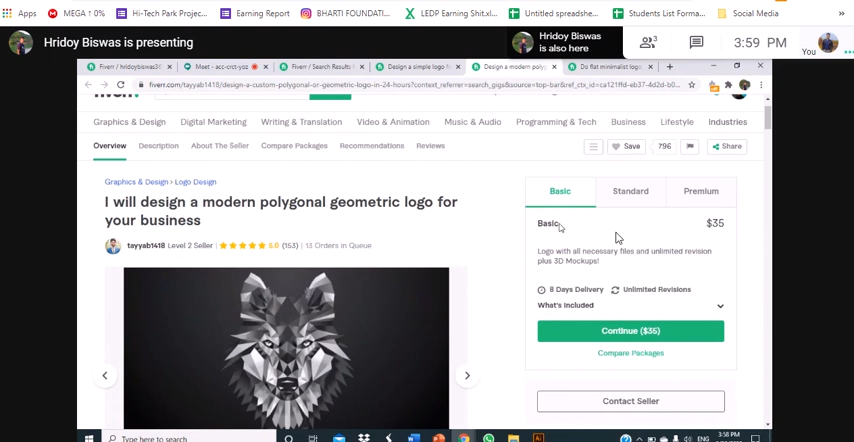 Apps
MEGA ↑ 0%
Hi-Tech Park Projec...
Earning Report
BHARTI FOUNDATI...
LEDP Earning Shit.xl...
Untitled spreadshe...
Students List Forma...
Social Media
»
Hridoy Biswas is presenting
Hridoy Biswas
is also here
3
3:59 PM
You
Fiverr / hridoybiswas36
Meet - acc-crct-yoz
Fiverr / Search Results
Design a simple logo f
Design a modern polyg
Do flat minimalist logo
fiverr.com/tayyab1418/design-a-custom-polygonal-or-geometric-logo-in-24-hours?context_referrer=search_gigs&source=top-bar&ref_ctx_id=ca121ffd-eb37-4d2d-b0...
Graphics & Design
Digital Marketing
Writing & Translation
Video & Animation
Music & Audio
Programming & Tech
Business
Lifestyle
Industries
Overview
Description
About The Seller
Compare Packages
Recommendations
Reviews
Save
796
Share
Graphics & Design > Logo Design
I will design a modern polygonal geometric logo for
your business
tayyab1418 Level 2 Seller | 5.0 (153) | 13 Orders in Queue
Basic
Standard
Premium
Basic
$35
Logo with all necessary files and unlimited revision
plus 3D Mockups!
8 Days Delivery
Unlimited Revisions
What's Included
Continue ($35)
Compare Packages
Contact Seller
Type here to search
ENG
3:58 PM